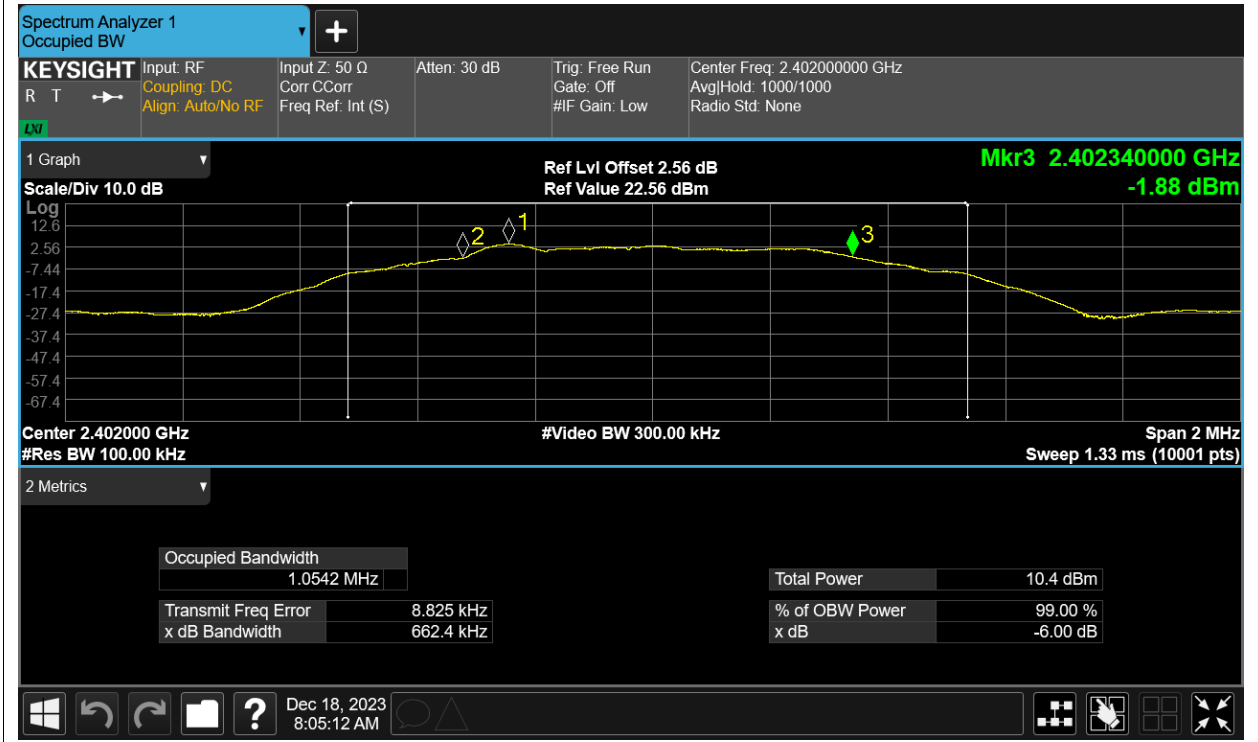 Spectrum Analyzer 1
Occupied BW
KEYSIGHT
R T
LXI
Input: RF
Coupling: DC
Align: Auto/No RF
Input Z: 50 Ω
Corr CCorr
Freq Ref: Int (S)
Atten: 30 dB
Trig: Free Run
Gate: Off
#IF Gain: Low
Center Freq: 2.402000000 GHz
Avg|Hold: 1000/1000
Radio Std: None
1 Graph
Scale/Div 10.0 dB
Ref Lvl Offset 2.56 dB
Ref Value 22.56 dBm
Mkr3 2.402340000 GHz
-1.88 dBm
Log
12.6
2.56
-7.44
-17.4
-27.4
-37.4
-47.4
-57.4
-67.4
2
1
3
Center 2.402000 GHz
#Res BW 100.00 kHz
#Video BW 300.00 kHz
Span 2 MHz
Sweep 1.33 ms (10001 pts)
2 Metrics
Occupied Bandwidth
1.0542 MHz
Transmit Freq Error 8.825 kHz
x dB Bandwidth 662.4 kHz
Total Power 10.4 dBm
% of OBW Power 99.00 %
x dB -6.00 dB
?
Dec 18, 2023
8:05:12 AM